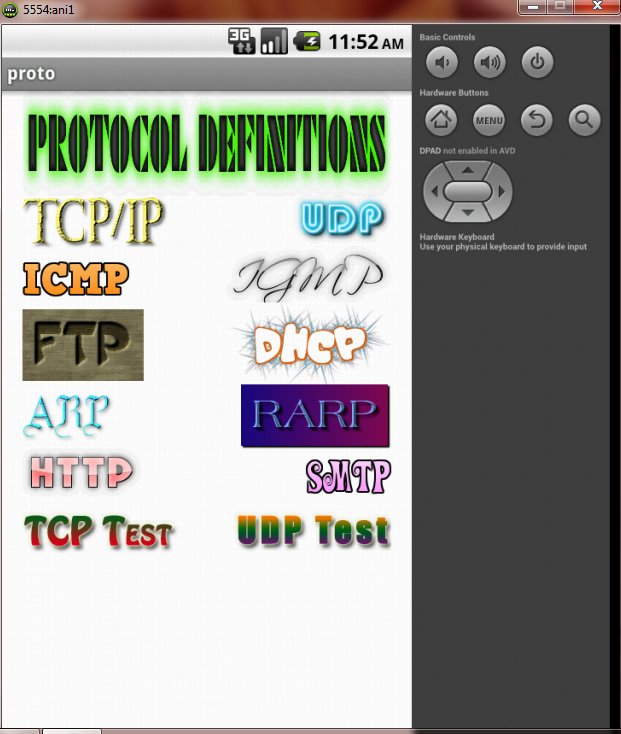 5554:ani1
3G 11:52 AM
proto
PROTOCOL DEFINITIONS
TCP/IP UDP
ICMP IGMP
FTP DHCP
ARP RARP
HTTP SMTP
TCP TEST UDP Test
Basic Controls
Hardware Buttons
MENU
DPAD not enabled in AVD
Hardware Keyboard
Use your physical keyboard to provide input